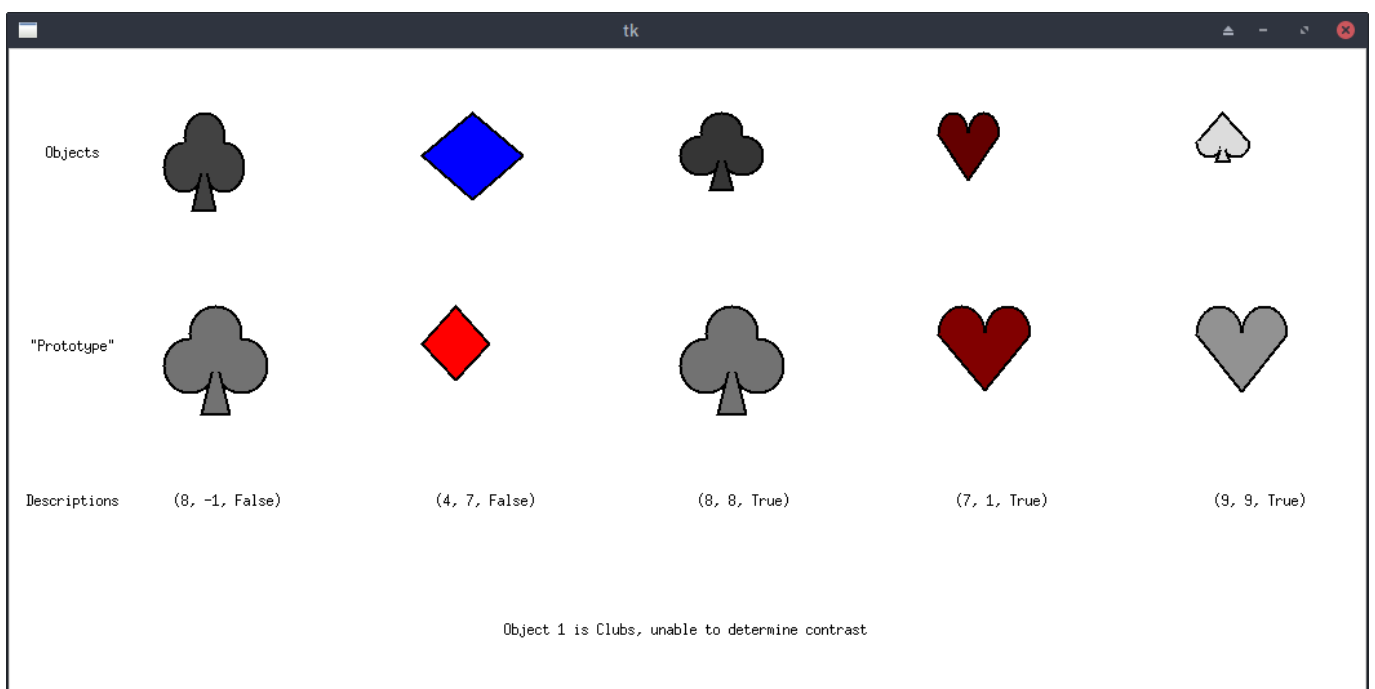 tk
Objects
"Prototype"
Descriptions (8, -1, False) (4, 7, False) (8, 8, True) (7, 1, True) (9, 9, True)
Object 1 is Clubs, unable to determine contrast